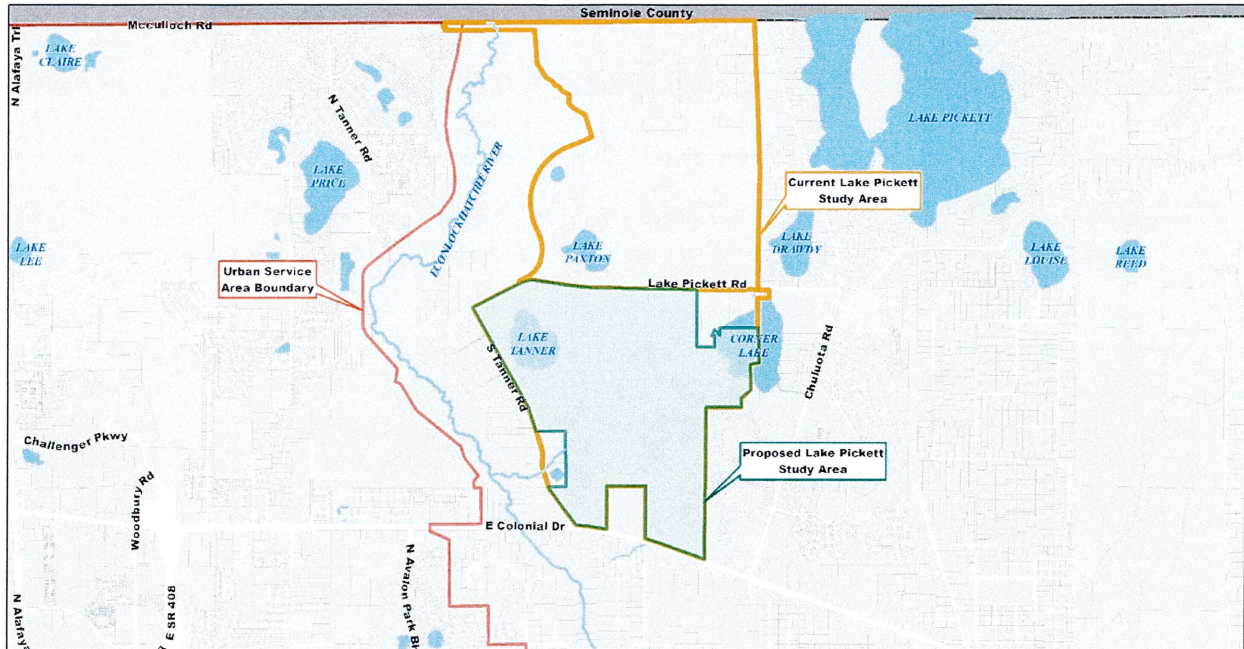 Seminole County
Mcculloch Rd
N Alafaya Trl
LAKE
CLAIRE
N Tanner Rd
LAKE PICKETT
LAKE
PRICE
ECONLOCKHATCHEE RIVER
Current Lake Pickett
Study Area
LAKE
LEE
LAKE
PAXTON
LAKE
DRAWDY
LAKE
LOUISE
LAKE
REED
Urban Service
Area Boundary
Lake Pickett Rd
LAKE
TANNER
CORNER
LAKE
S Tanner Rd
Chuluota Rd
Challenger Pkwy
Proposed Lake Pickett
Study Area
Woodbury Rd
E Colonial Dr
N Avalon Park
N Alafaya
E SR 408